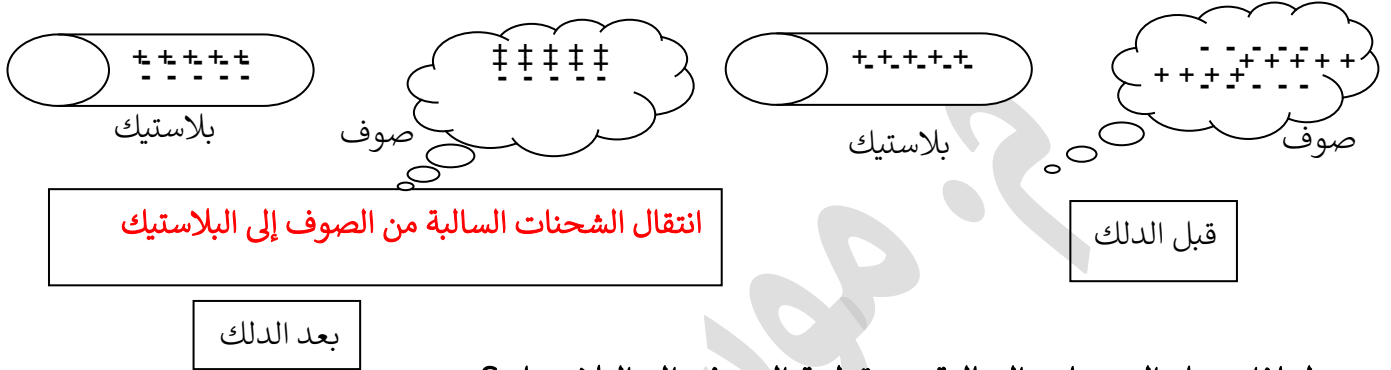 + + + + +
- - - - -
- - - - -
بلاستيك
+ + + + +
+ + + + +
- - - - -
صوف
+ + + + +
- - - - -
بلاستيك
- - - - -
+ + + + +
+ + + +
- - - - -
صوف
انتقال الشحنات السالبة من الصوف إلى البلاستيك
قبل الدلك
بعد الدلك